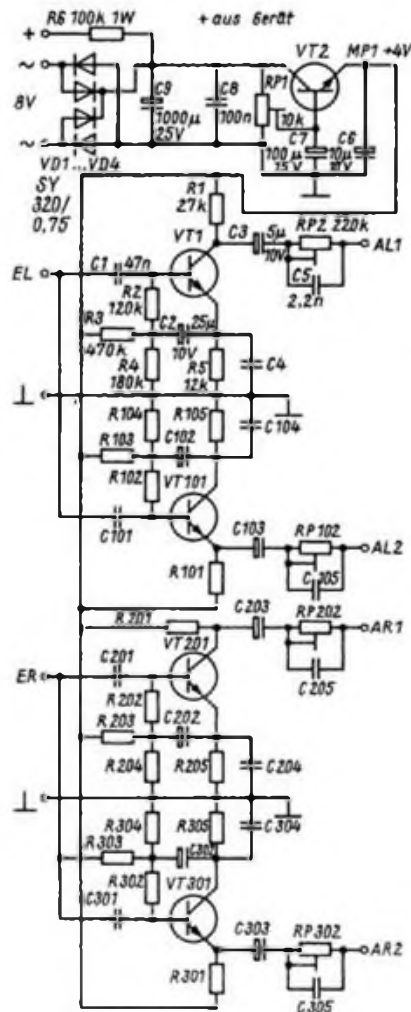 R6 100k 1W
+ aus Gerät
+
~
8V
~
VD1...VD4
SY
320/
0,75
C9
1000µ
25V
C8
100n
RP1
10k
VT2
MP1 +4V
C7
100µ
15V
C6
10µ
10V
R1
27k
VT1
C3
5µ
10V
RP2 220k
AL1
C5
2,2n
EL
C1 47n
R2
120k
R3
470k
C2 25µ
10V
R4
180k
R5
12k
C4
⊥
R104
R105
C104
R103
C102
R102
VT101
C101
C103
RP102
AL2
C305
R101
R201
VT201
C203
RP202
AR1
C205
ER
C201
R202
R203
C202
R204
R205
C204
⊥
R304
R305
C304
R303
C302
R302
VT301
C301
C303
RP302
AR2
C305
R301